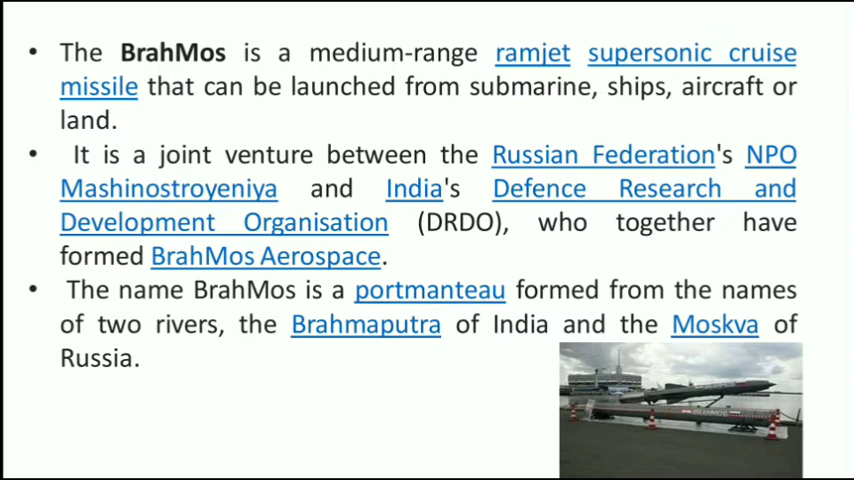 • The BrahMos is a medium-range ramjet supersonic cruise
missile that can be launched from submarine, ships, aircraft or
land.
• It is a joint venture between the Russian Federation's NPO
Mashinostroyeniya and India's Defence Research and
Development Organisation (DRDO), who together have
formed BrahMos Aerospace.
• The name BrahMos is a portmanteau formed from the names
of two rivers, the Brahmaputra of India and the Moskva of
Russia.
BRAHMOS